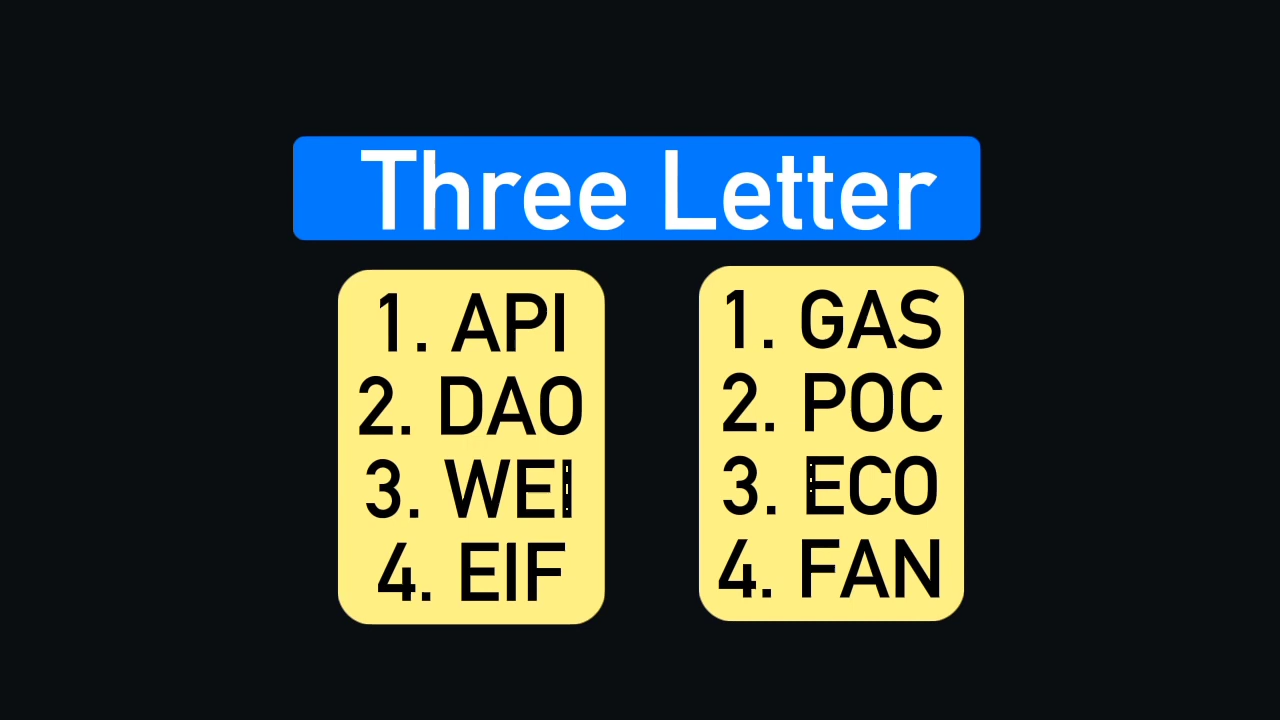 Three Letter
1. API
2. DAO
3. WEI
4. EIF
1. GAS
2. POC
3. ECO
4. FAN